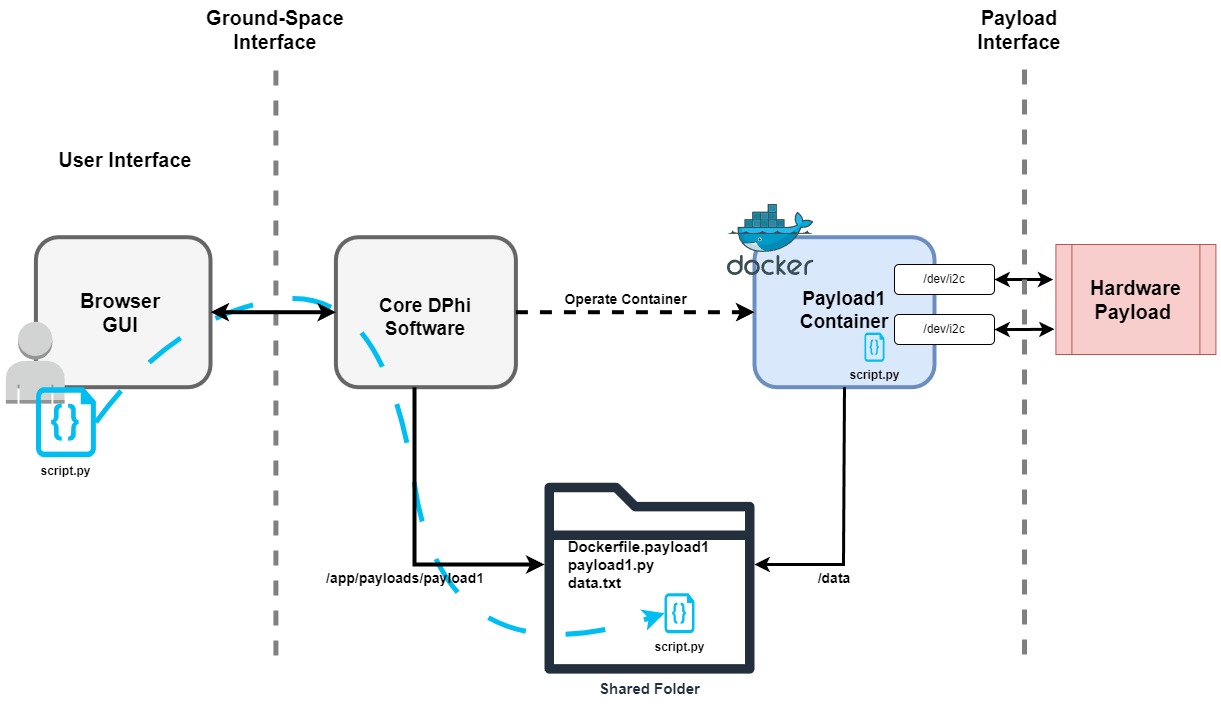 Ground-Space
Interface
Payload
Interface
User Interface
Browser
GUI
script.py
Core DPhi
Software
Operate Container
docker
Payload1
Container
script.py
/dev/i2c
/dev/i2c
Hardware
Payload
/app/payloads/payload1
Dockerfile.payload1
payload1.py
data.txt
script.py
/data
Shared Folder